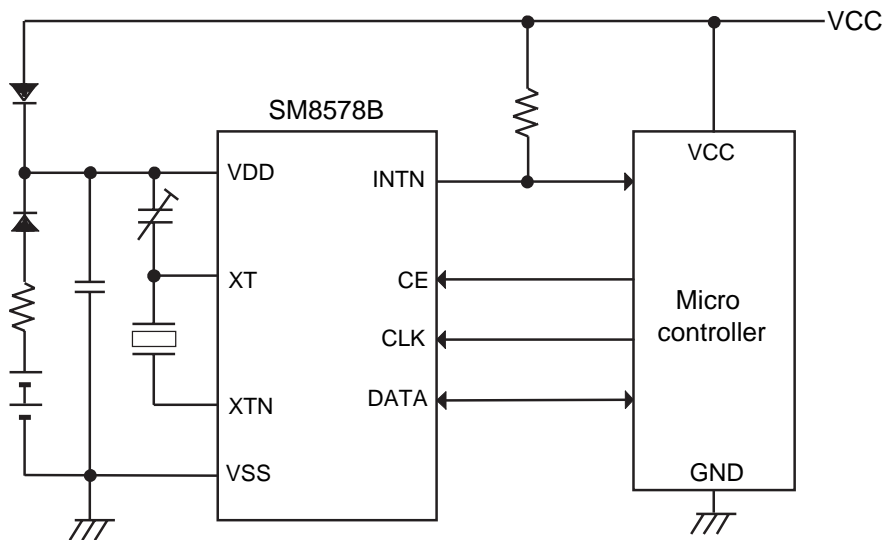 VCC
SM8578B
VDD
INTN
VCC
XT
CE
Micro
controller
CLK
XTN
DATA
VSS
GND